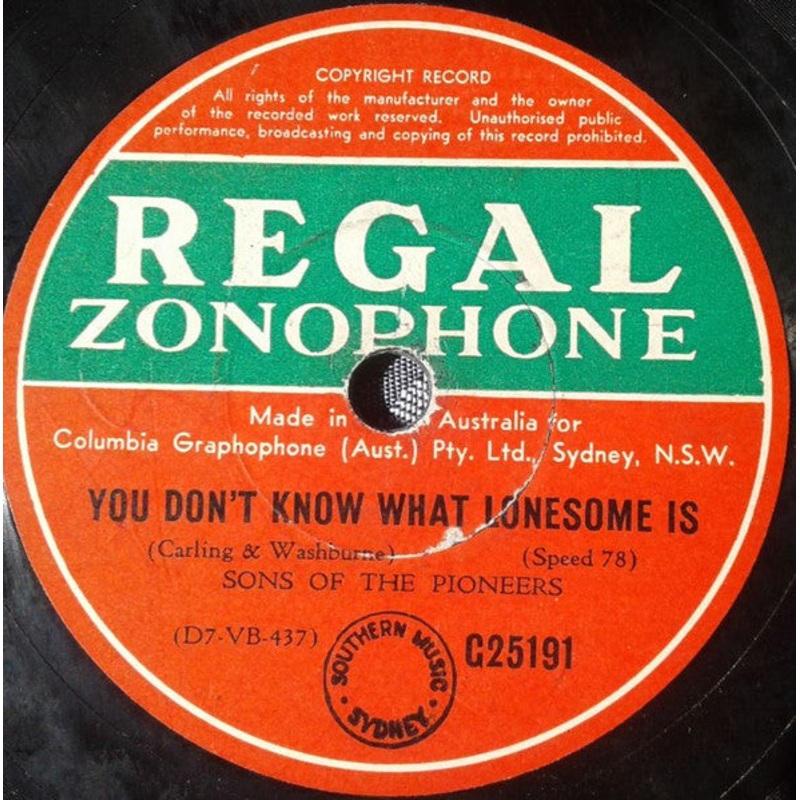 COPYRIGHT RECORD
All rights of the manufacturer and the owner
of the recorded work reserved. Unauthorised public
performance, broadcasting and copying of this record prohibited.
REGAL
ZONOPHONE
Made in Australia for
Columbia Graphophone (Aust.) Pty. Ltd., Sydney, N.S.W.
YOU DON'T KNOW WHAT LONESOME IS
(Carling & Washburne) (Speed 78)
SONS OF THE PIONEERS
(D7-VB-437) G25191
SOUTHERN MUSIC
· SYDNEY. ·